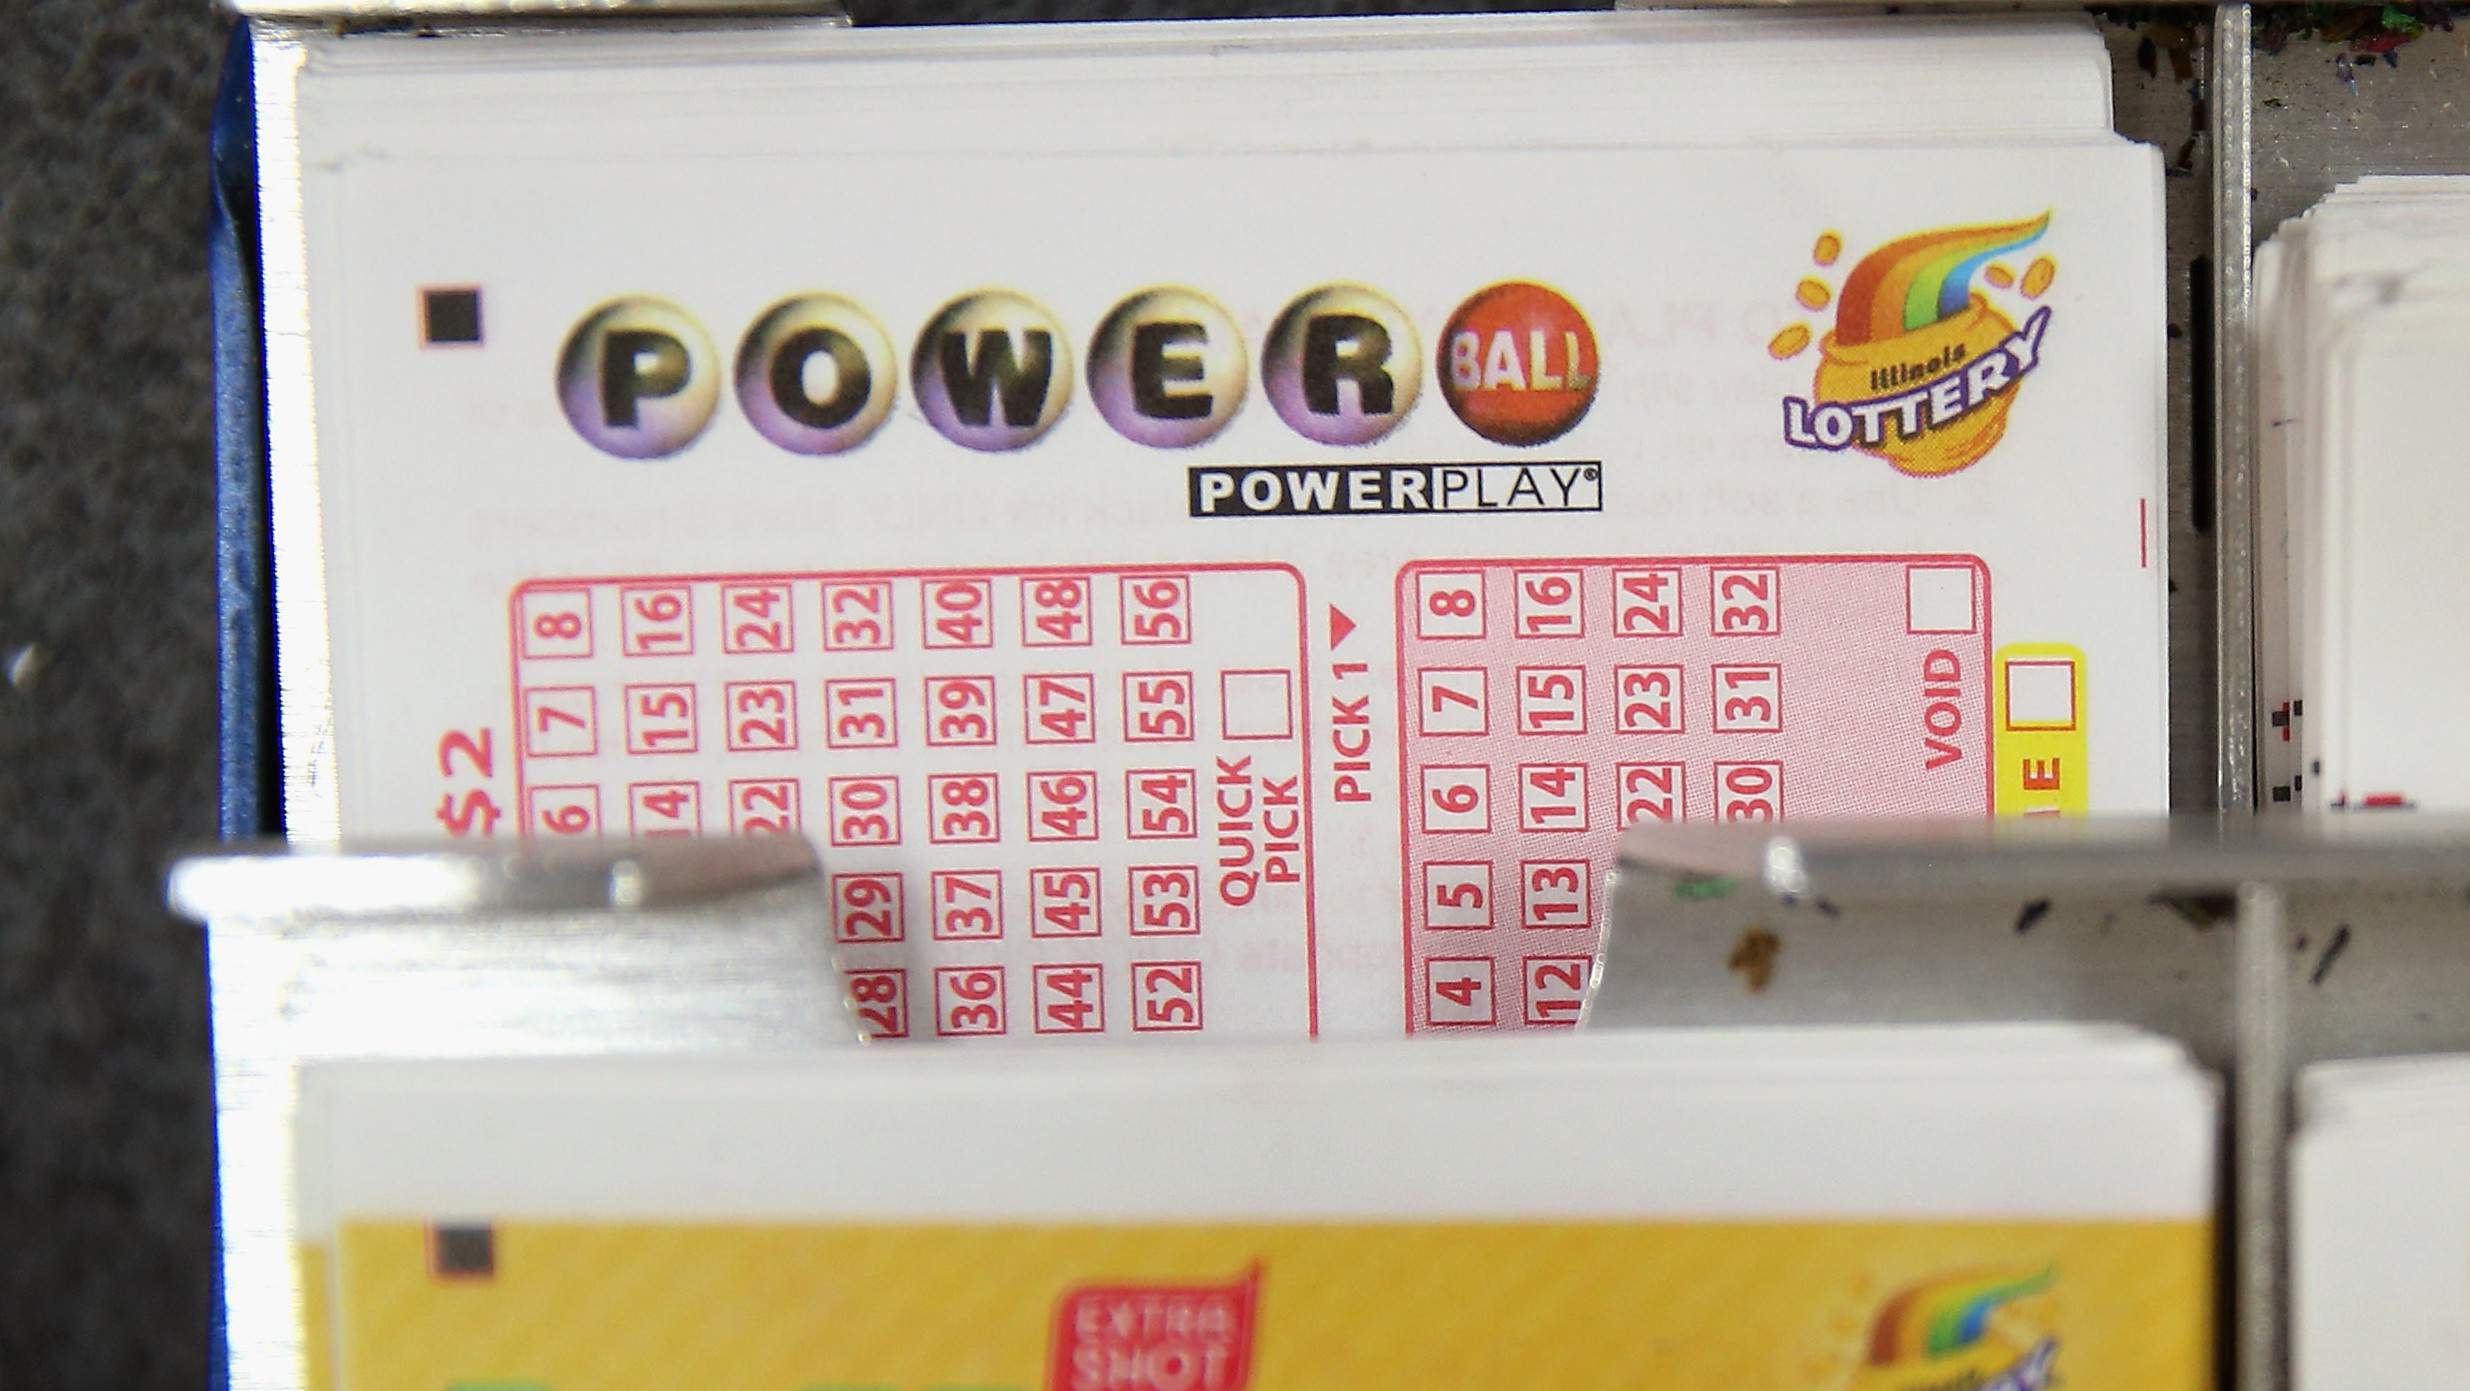 POWERBALL
POWERPLAY®
Illinois
LOTTERY
$2
8 16 24 32 40 48 56
7 15 23 31 39 47 55
6 14 22 30 38 46 54
29 37 45 53
28 36 44 52
QUICK
PICK
PICK 1
8 16 24 32
7 15 23 31
6 14 22 30
5 13
4 12
VOID
EXTRA
SHOT